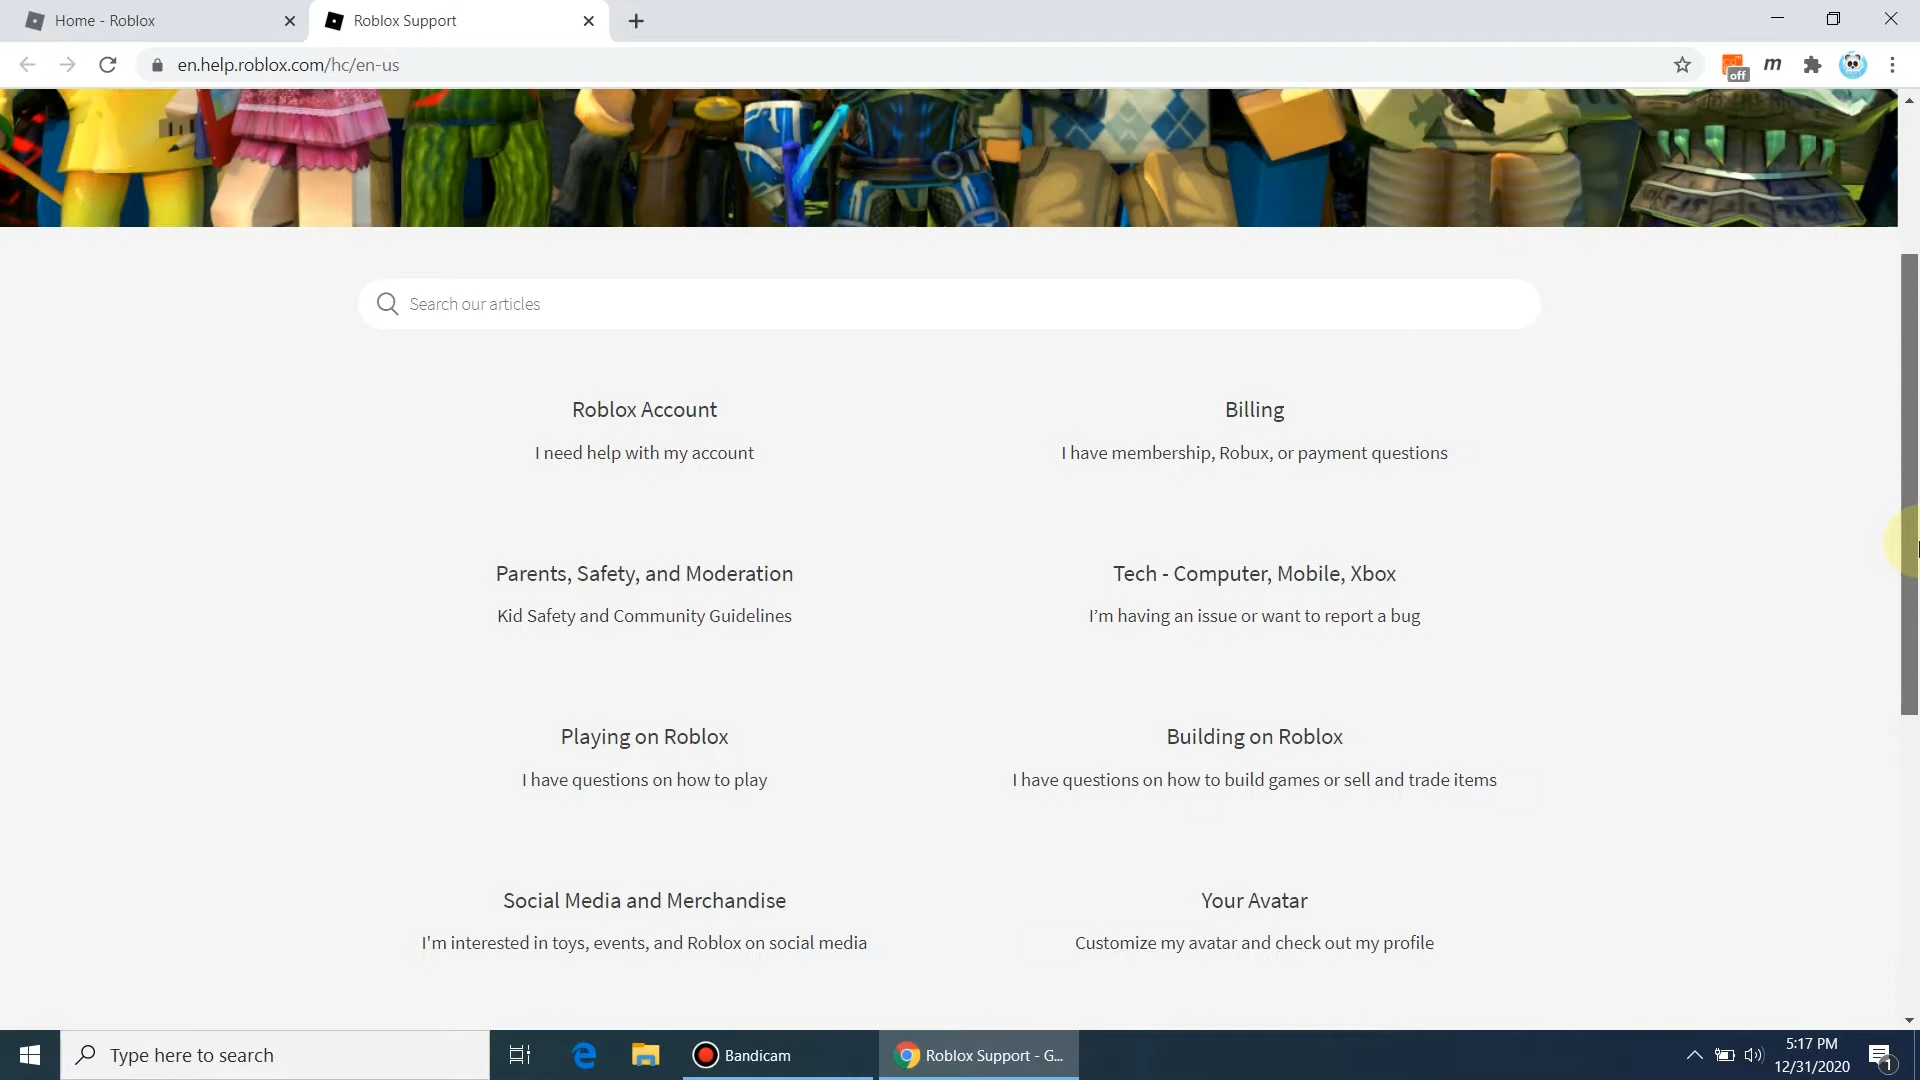 Home - Roblox
Roblox Support
en.help.roblox.com/hc/en-us
off
m
Search our articles
Roblox Account
I need help with my account
Billing
I have membership, Robux, or payment questions
Parents, Safety, and Moderation
Kid Safety and Community Guidelines
Tech - Computer, Mobile, Xbox
I’m having an issue or want to report a bug
Playing on Roblox
I have questions on how to play
Building on Roblox
I have questions on how to build games or sell and trade items
Social Media and Merchandise
I'm interested in toys, events, and Roblox on social media
Your Avatar
Customize my avatar and check out my profile
Type here to search
Bandicam
Roblox Support - G...
5:17 PM
12/31/2020
1